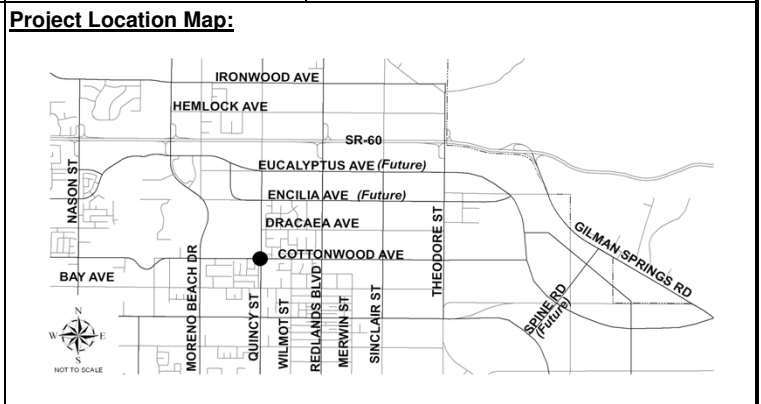 Project Location Map:
IRONWOOD AVE
HEMLOCK AVE
SR-60
EUCALYPTUS AVE (Future)
ENCILIA AVE (Future)
NASON ST
DRACAEA AVE
COTTONWOOD AVE
BAY AVE
MORENO BEACH DR
QUINCY ST
WILMOT ST
REDLANDS BLVD
MERWIN ST
SINCLAIR ST
THEODORE ST
GILMAN SPRINGS RD
SPINE RD
(Future)
N
W E
S
NOT TO SCALE